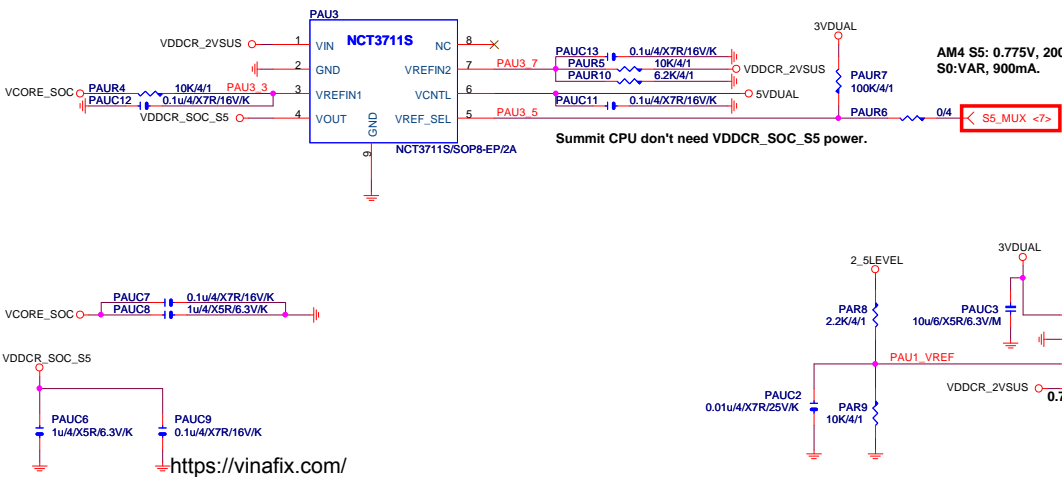 PAU3
NCT3711S
VDDCR_2VSUS
1
VIN
NC
8
2
GND
VREFIN2
7
PAU3_7
VCORE_SOC
PAUR4
10K/4/1
PAU3_3
3
VREFIN1
VCNTL
6
PAUC12
0.1u/4/X7R/16V/K
VDDCR_SOC_S5
4
VOUT
VREF_SEL
5
PAU3_5
GND
9
NCT3711S/SOP8-EP/2A
PAUC13
0.1u/4/X7R/16V/K
PAUR5
10K/4/1
VDDCR_2VSUS
PAUR10
6.2K/4/1
5VDUAL
PAUC11
0.1u/4/X7R/16V/K
Summit CPU don't need VDDCR_SOC_S5 power.
3VDUAL
PAUR7
100K/4/1
PAUR6
0/4
S5_MUX <7>
AM4 S5: 0.775V, 200
S0:VAR, 900mA.
VCORE_SOC
PAUC7
0.1u/4/X7R/16V/K
PAUC8
1u/4/X5R/6.3V/K
VDDCR_SOC_S5
PAUC6
1u/4/X5R/6.3V/K
PAUC9
0.1u/4/X7R/16V/K
2_5LEVEL
PAR8
2.2K/4/1
PAU1_VREF
PAUC2
0.01u/4/X7R/25V/K
PAR9
10K/4/1
3VDUAL
PAUC3
10u/6/X5R/6.3V/M
VDDCR_2VSUS
0.7
https://vinafix.com/